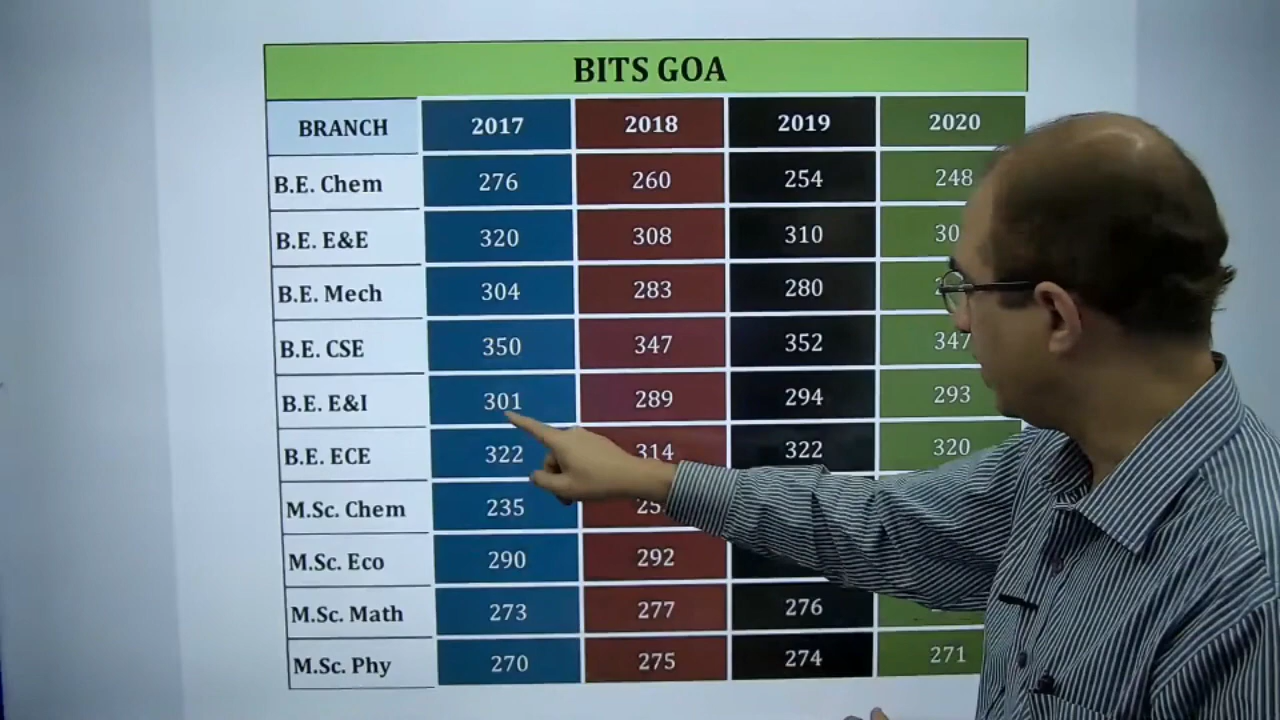 BITS GOA
BRANCH 2017 2018 2019 2020
B.E. Chem 276 260 254 248
B.E. E&E 320 308 310
B.E. Mech 304 283 280
B.E. CSE 350 347 352 347
B.E. E&I 301 289 294 293
B.E. ECE 322 314 322 320
M.Sc. Chem 235
M.Sc. Eco 290 292
M.Sc. Math 273 277 276
M.Sc. Phy 270 275 274 271